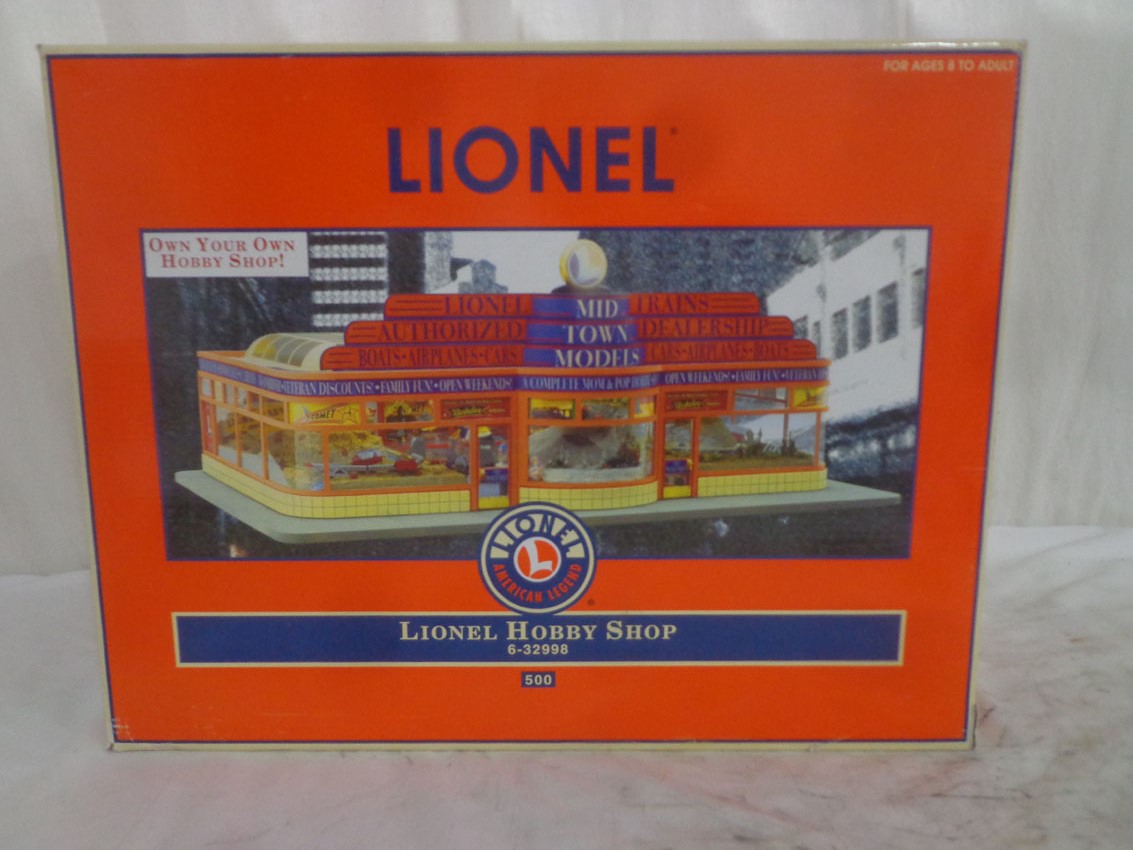 FOR AGES 8 TO ADULT
LIONEL
OWN YOUR OWN
HOBBY SHOP!
LIONEL MID TRAINS
AUTHORIZED TOWN DEALERSHIP
BOATS•AIRPLANES•CARS MODELS CARS•AIRPLANES•BOATS
VETERAN DISCOUNTS!•FAMILY FUN!•OPEN WEEKENDS! A COMPLETE MOM & POP OPEN WEEKENDS!•FAMILY FUN!•VETERAN
LIONEL
L
AMERICAN LEGEND
LIONEL HOBBY SHOP
6-32998
500